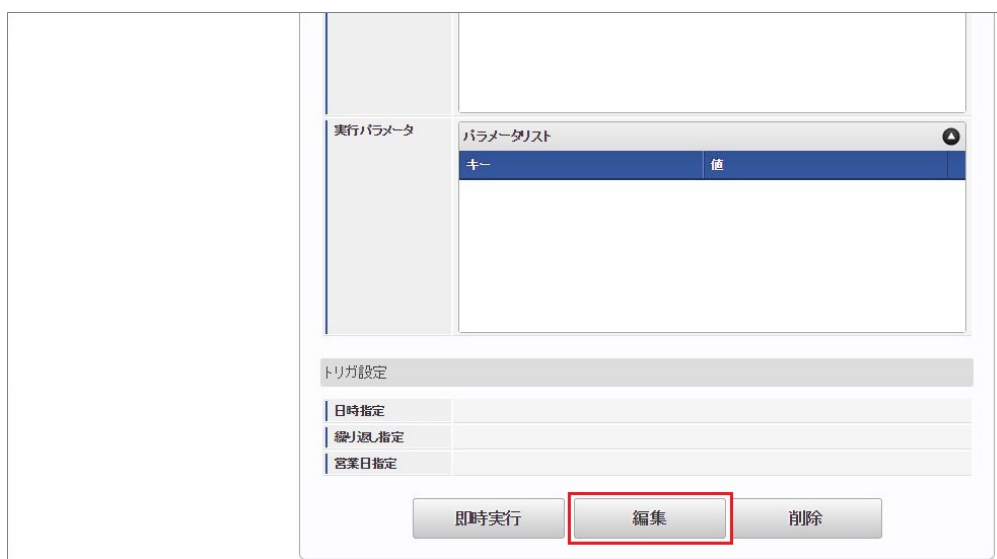 実行パラメータ
パラメータリスト
キー 値
トリガ設定
日時指定
繰り返し指定
営業日指定
即時実行 編集 削除